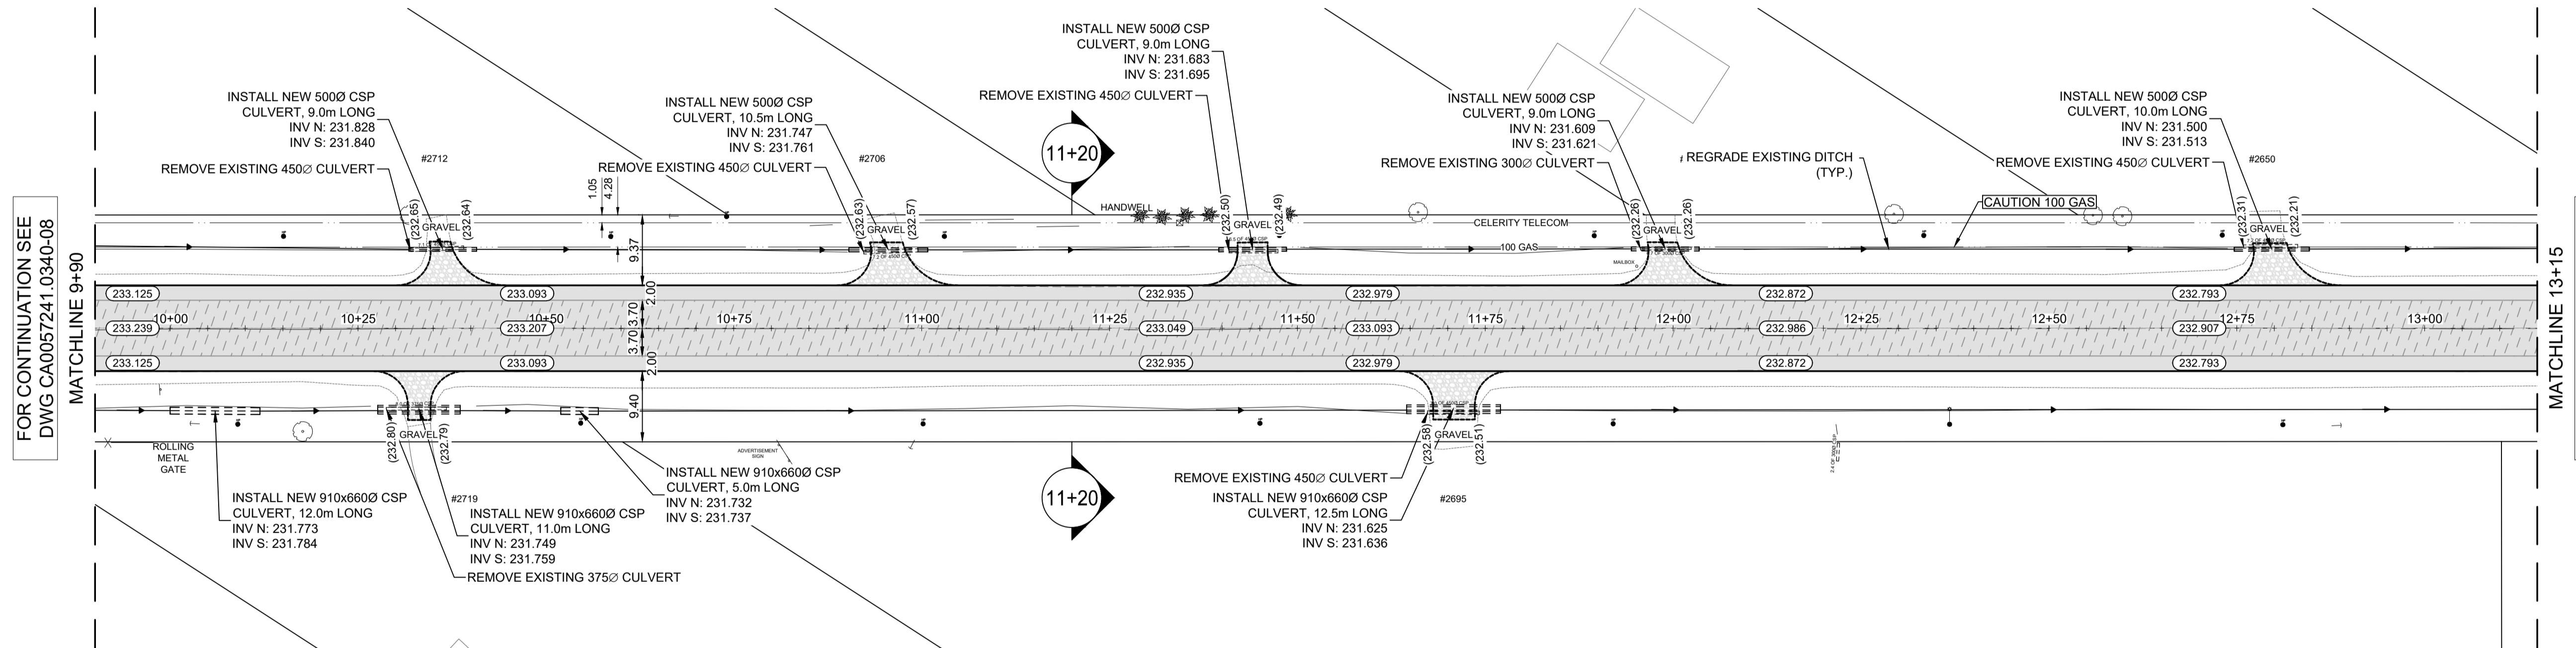 FOR CONTINUATION SEE
DWG CA0057241.0340-08
MATCHLINE 9+90
INSTALL NEW 500Ø CSP
CULVERT, 9.0m LONG
INV N: 231.828
INV S: 231.840
REMOVE EXISTING 450∅ CULVERT
#2712
INSTALL NEW 500Ø CSP
CULVERT, 10.5m LONG
INV N: 231.747
INV S: 231.761
REMOVE EXISTING 450∅ CULVERT
#2706
INSTALL NEW 500Ø CSP
CULVERT, 9.0m LONG
INV N: 231.683
INV S: 231.695
REMOVE EXISTING 450∅ CULVERT
11+20
INSTALL NEW 500Ø CSP
CULVERT, 9.0m LONG
INV N: 231.609
INV S: 231.621
REMOVE EXISTING 300∅ CULVERT
REGRADE EXISTING DITCH
(TYP.)
CAUTION 100 GAS
INSTALL NEW 500Ø CSP
CULVERT, 10.0m LONG
INV N: 231.500
INV S: 231.513
REMOVE EXISTING 450∅ CULVERT
#2650
1.05
4.28
HANDWELL
CELERITY TELECOM
100 GAS
MAILBOX
(232.65)
GRAVEL
(232.64)
(232.63)
GRAVEL
(232.57)
(232.50)
GRAVEL
(232.49)
(232.26)
GRAVEL
(232.26)
(232.31)
GRAVEL
(232.21)
9.37
2.00
3.70
3.70
2.00
9.40
233.125
233.093
232.935
232.979
232.872
232.793
10+00
10+25
10+50
10+75
11+00
11+25
11+50
11+75
12+00
12+25
12+50
12+75
13+00
233.239
233.207
233.049
233.093
232.986
232.907
233.125
233.093
232.935
232.979
232.872
232.793
MATCHLINE 13+15
ROLLING
METAL
GATE
(232.80)
GRAVEL
(232.79)
ADVERTISEMENT
SIGN
(232.58)
GRAVEL
(232.51)
INSTALL NEW 910x660Ø CSP
CULVERT, 12.0m LONG
INV N: 231.773
INV S: 231.784
#2719
INSTALL NEW 910x660Ø CSP
CULVERT, 11.0m LONG
INV N: 231.749
INV S: 231.759
REMOVE EXISTING 375∅ CULVERT
INSTALL NEW 910x660Ø CSP
CULVERT, 5.0m LONG
INV N: 231.732
INV S: 231.737
11+20
REMOVE EXISTING 450∅ CULVERT
INSTALL NEW 910x660Ø CSP
CULVERT, 12.5m LONG
INV N: 231.625
INV S: 231.636
#2695